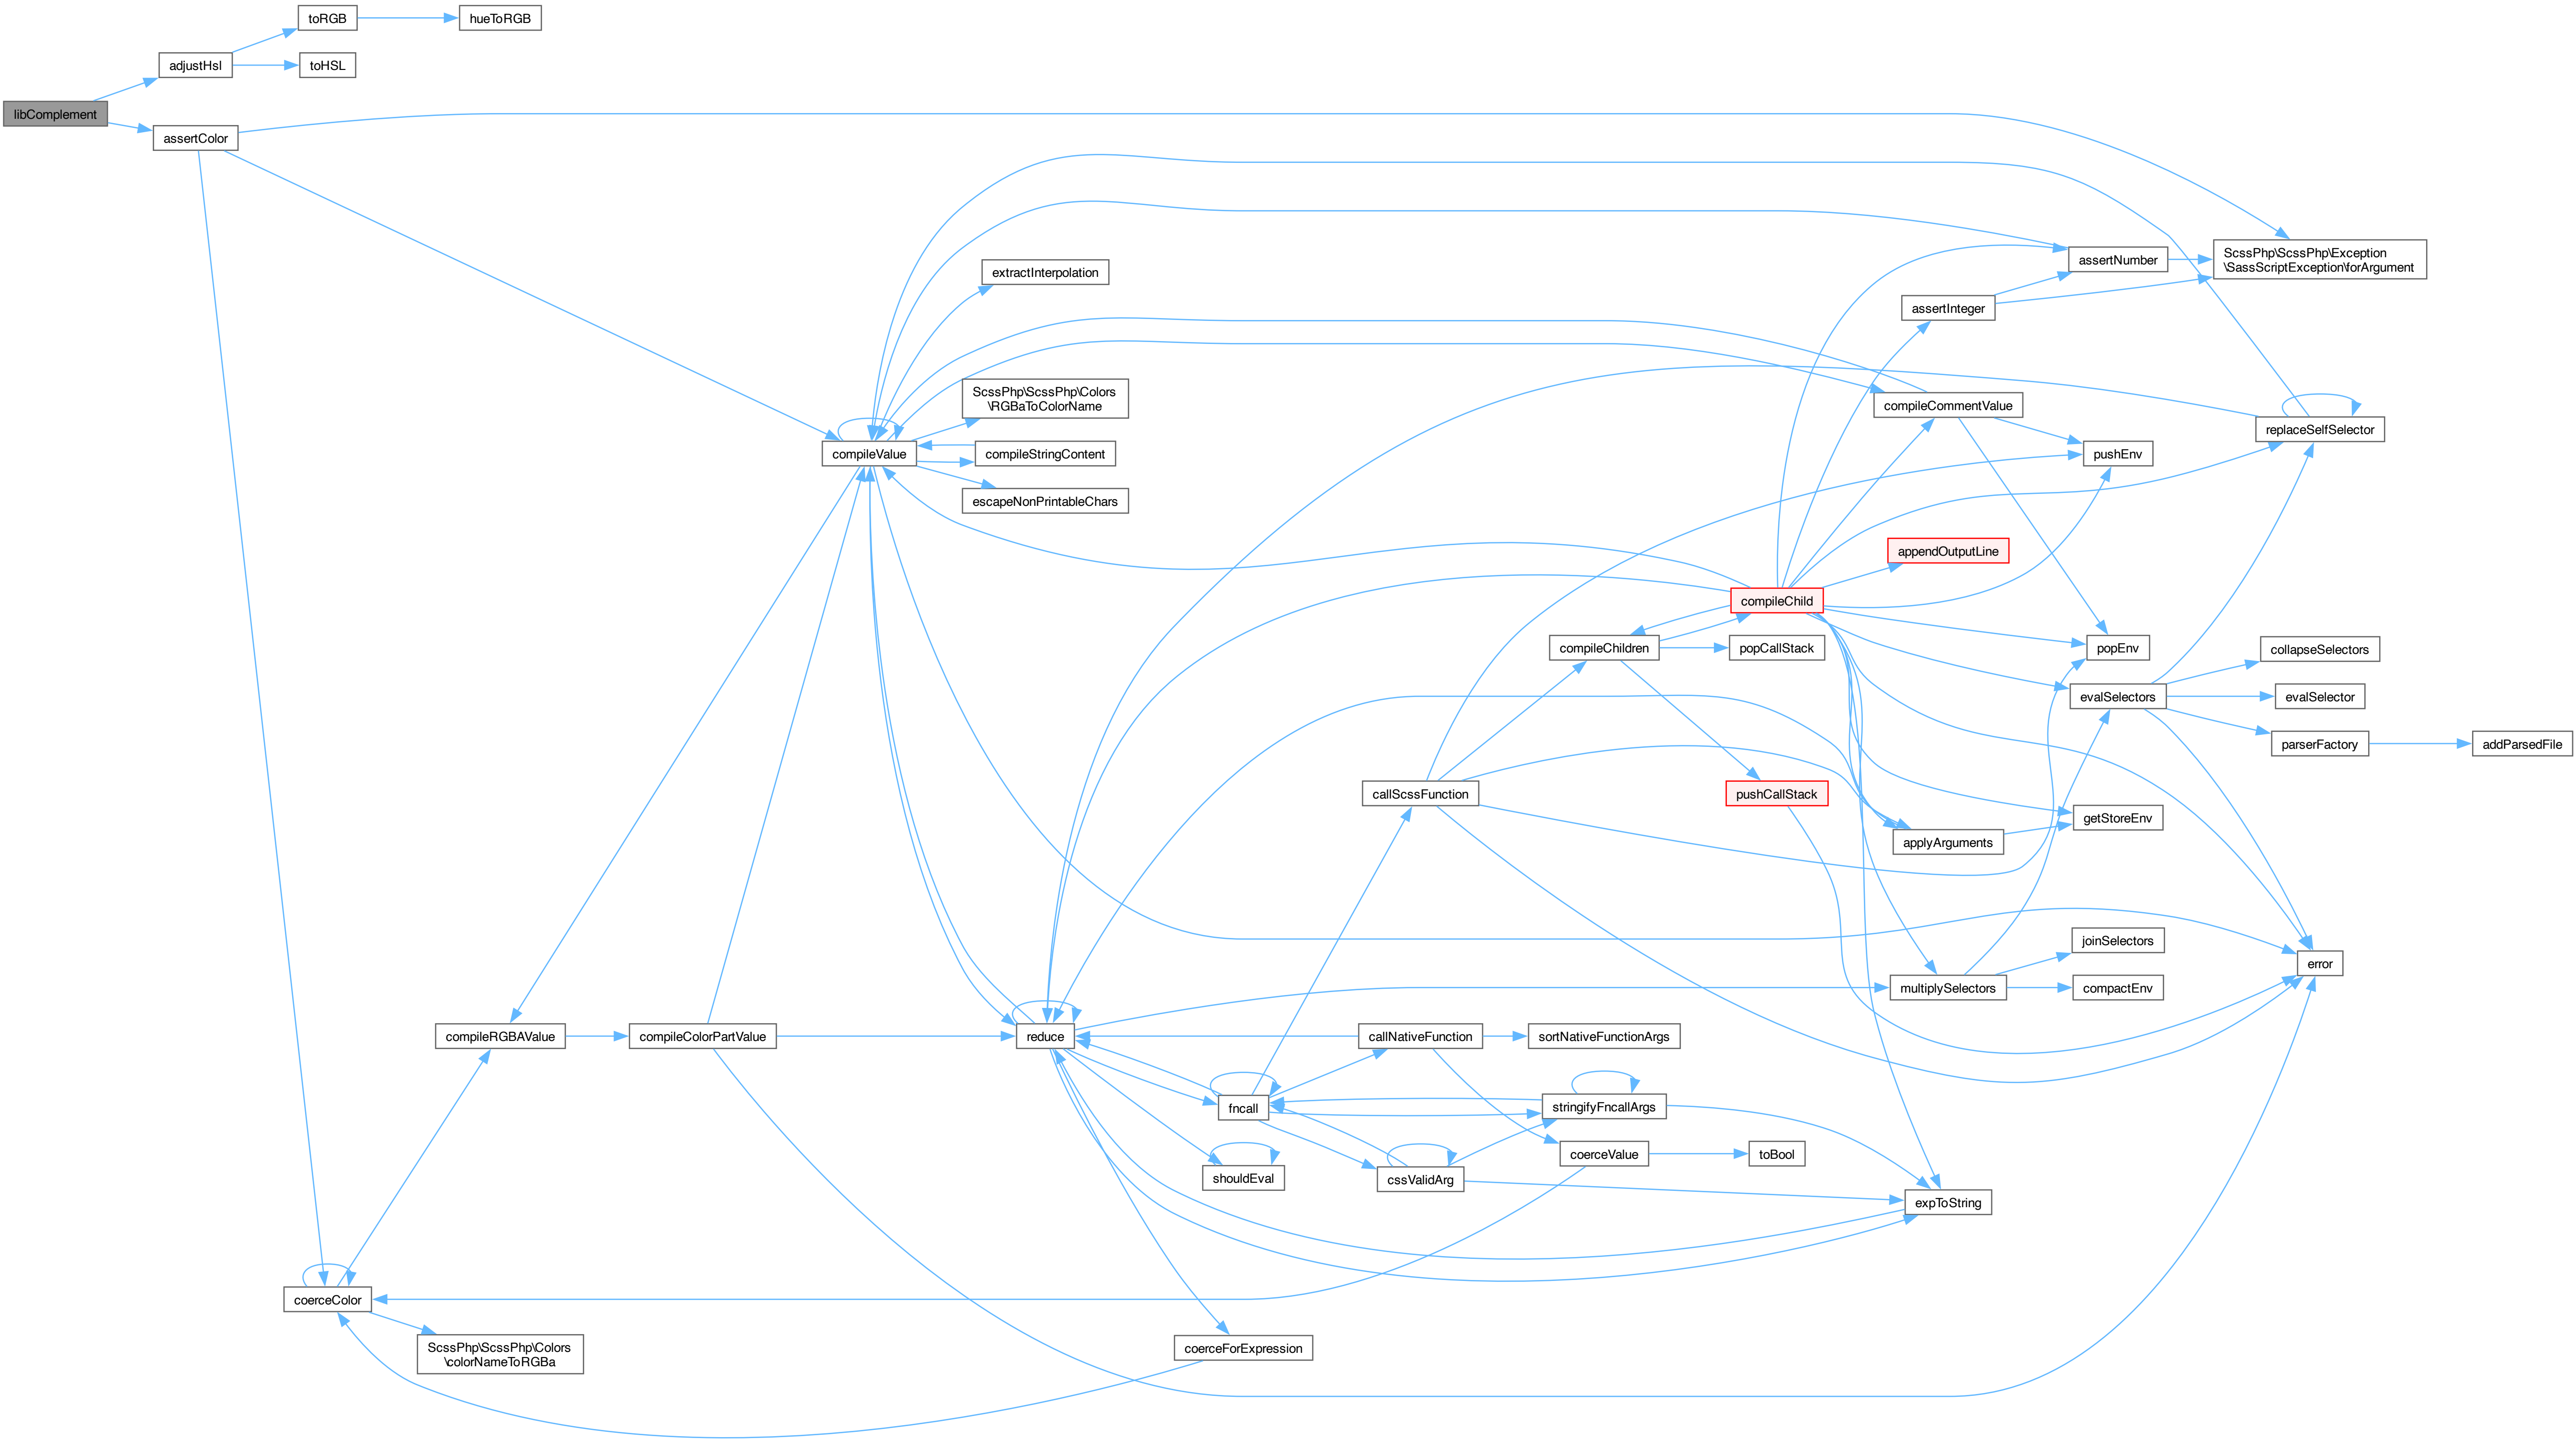 toRGB
hueToRGB
adjustHsl
toHSL
libComplement
assertColor
ScssPhp\ScssPhp\Exception
\SassScriptException\forArgument
assertNumber
extractInterpolation
assertInteger
ScssPhp\ScssPhp\Colors
\RGBaToColorName
compileCommentValue
replaceSelfSelector
compileValue
compileStringContent
pushEnv
escapeNonPrintableChars
appendOutputLine
compileChild
compileChildren
popCallStack
popEnv
collapseSelectors
evalSelectors
evalSelector
parserFactory
addParsedFile
callScssFunction
pushCallStack
getStoreEnv
applyArguments
joinSelectors
error
multiplySelectors
compactEnv
compileRGBAValue
compileColorPartValue
reduce
callNativeFunction
sortNativeFunctionArgs
fncall
stringifyFncallArgs
coerceValue
toBool
shouldEval
cssValidArg
expToString
coerceColor
ScssPhp\ScssPhp\Colors
\colorNameToRGBa
coerceForExpression